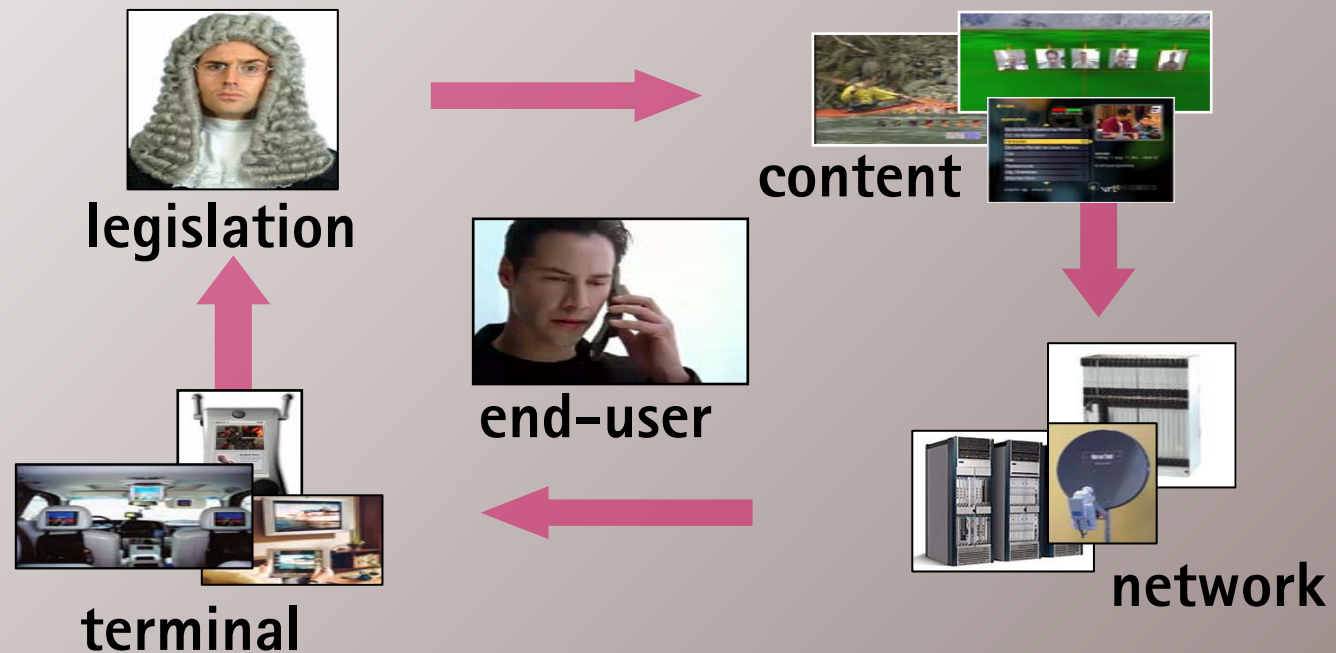 legislation
content
end-user
terminal
network